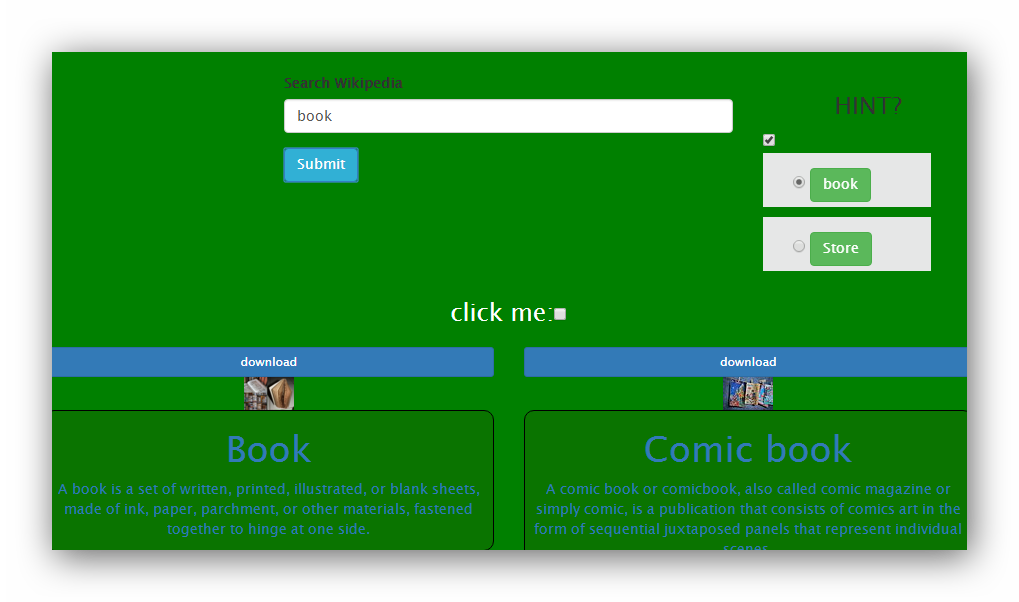 Search Wikipedia
book
Submit
HINT?
book
Store
click me:
download
download
Book
A book is a set of written, printed, illustrated, or blank sheets,
made of ink, paper, parchment, or other materials, fastened
together to hinge at one side.
Comic book
A comic book or comicbook, also called comic magazine or
simply comic, is a publication that consists of comics art in the
form of sequential juxtaposed panels that represent individual
scenes